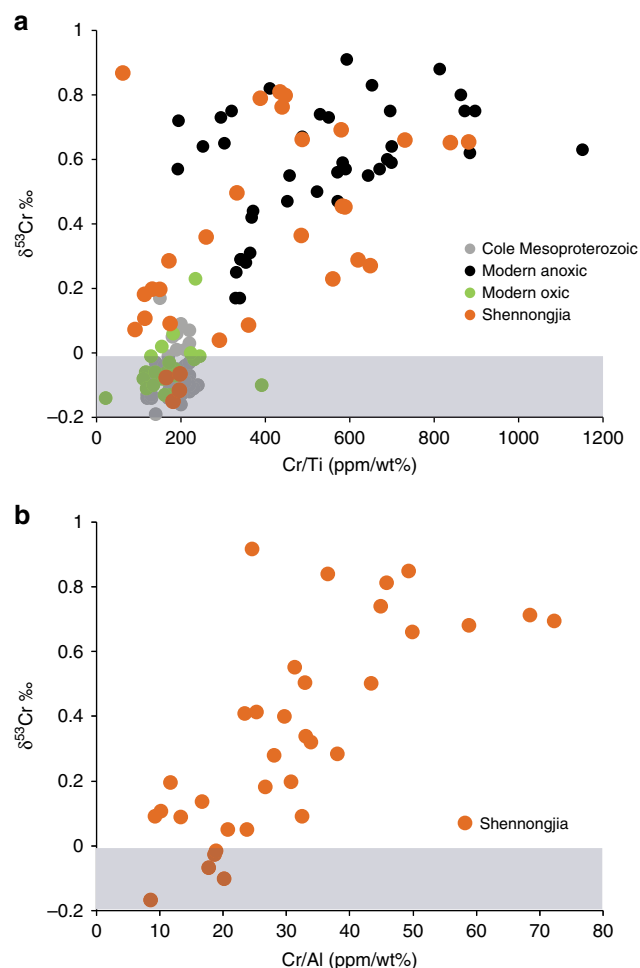 a
1
0.8
0.6
0.4
0.2
0
–0.2
δ53Cr ‰
Cole Mesoproterozoic
Modern anoxic
Modern oxic
Shennongjia
0 200 400 600 800 1000 1200
Cr/Ti (ppm/wt%)
b
1
0.8
0.6
0.4
0.2
0
–0.2
δ53Cr ‰
Shennongjia
0 10 20 30 40 50 60 70 80
Cr/Al (ppm/wt%)